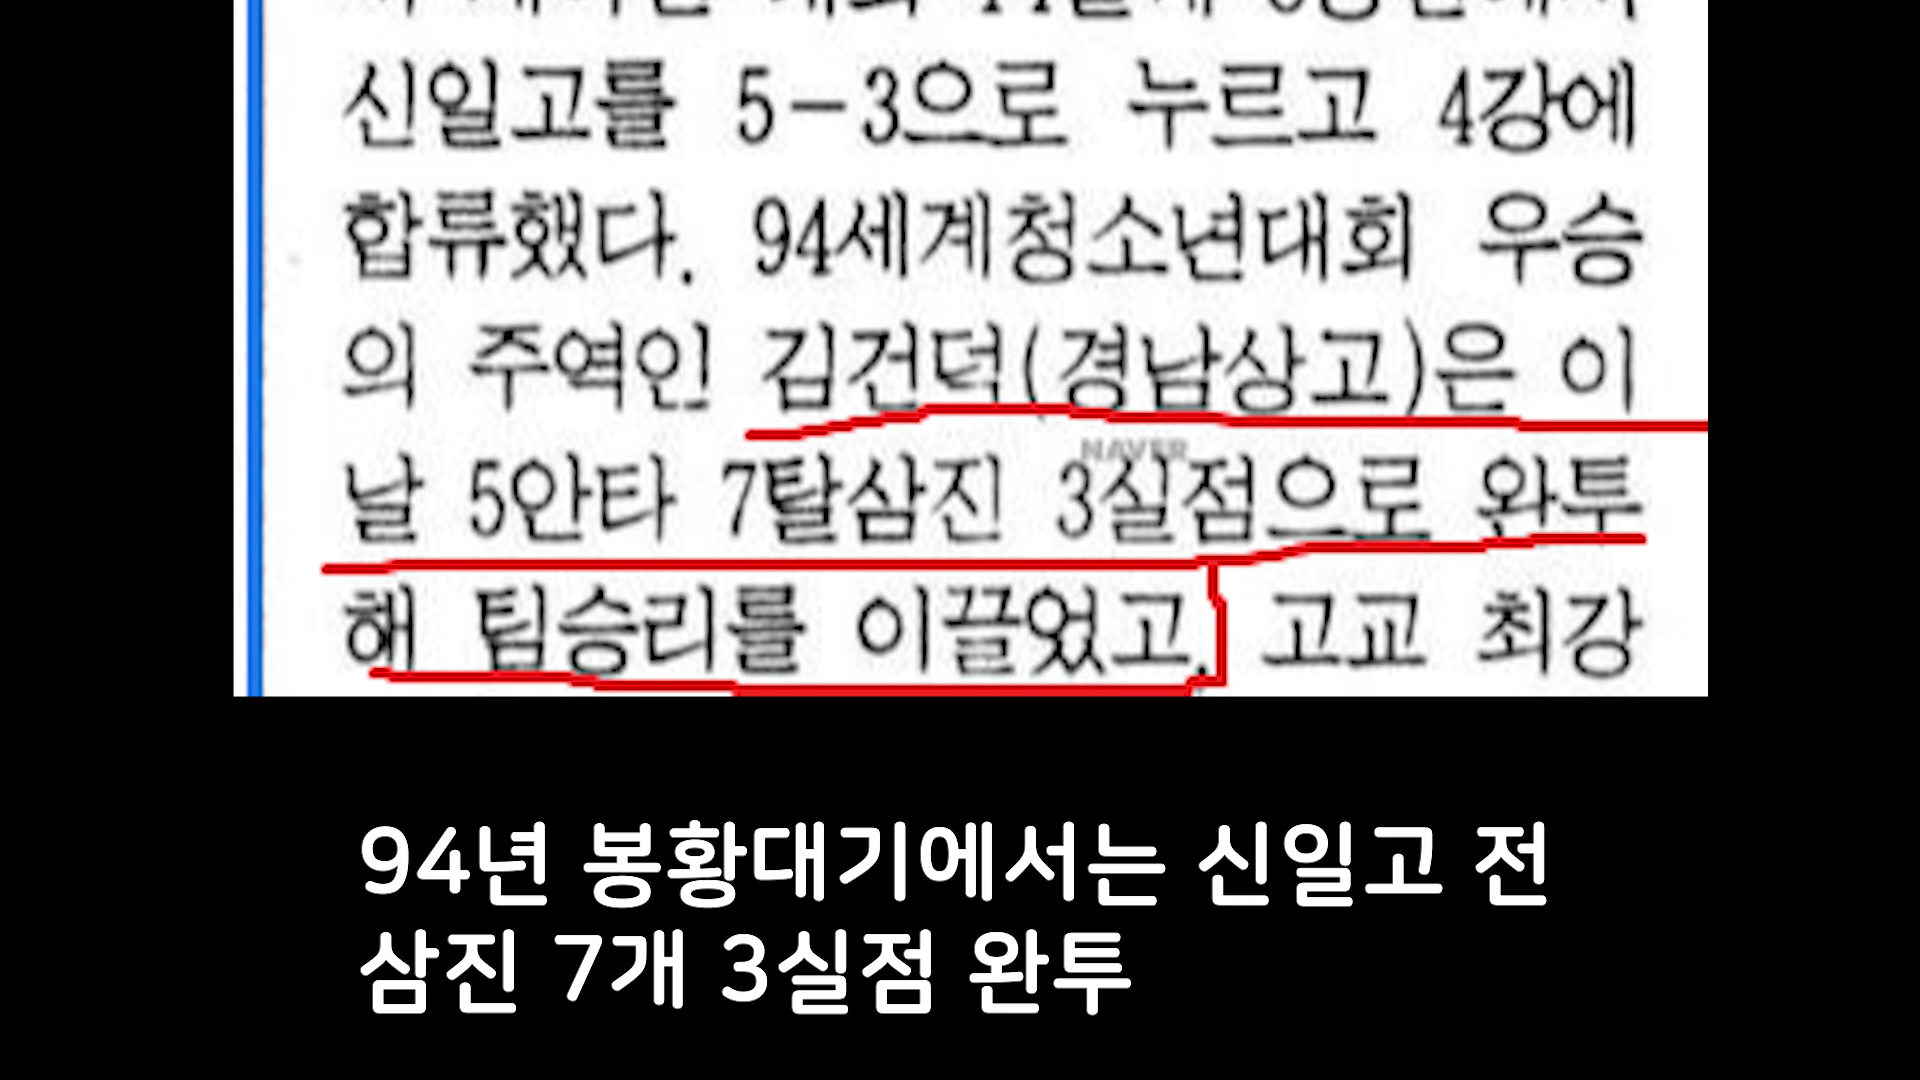 신일고를 5-3으로 누르고 4강에
합류했다. 94세계청소년대회 우승
의 주역인 김건덕(경남상고)은 이
NAVER
날 5안타 7탈삼진 3실점으로 완투
해 팀승리를 이끌었고, 고교 최강
94년 봉황대기에서는 신일고 전
삼진 7개 3실점 완투